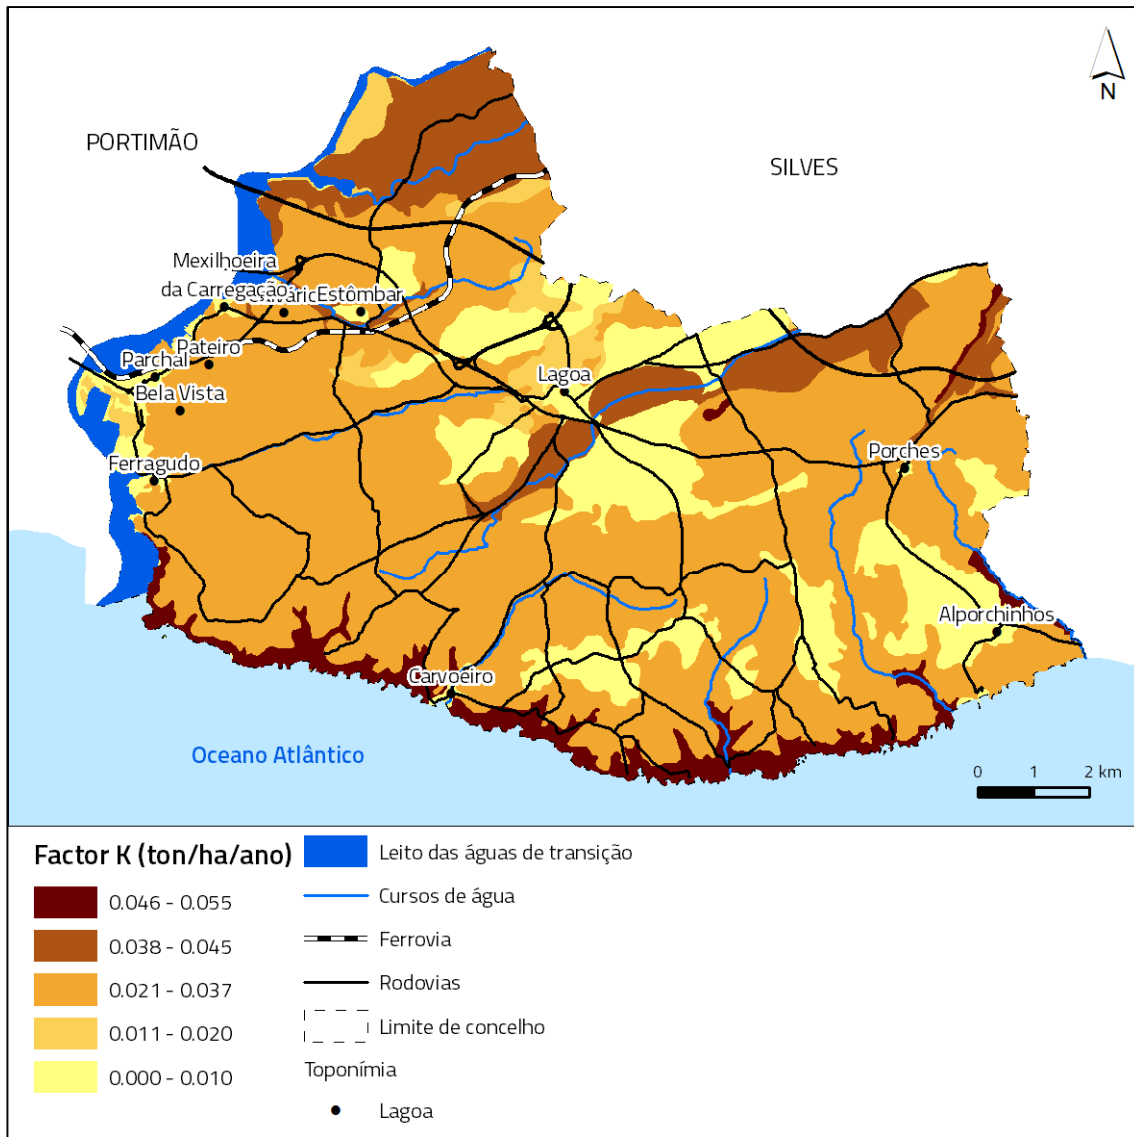 N
PORTIMÃO
SILVES
Mexilhoeira
da Carregação
Estômbar
Pateiro
Parchal
Bela Vista
Lagoa
Ferragudo
Porches
Alporchinhos
Carvoeiro
Oceano Atlântico
0 1 2 km
Factor K (ton/ha/ano)
0.046 - 0.055
0.038 - 0.045
0.021 - 0.037
0.011 - 0.020
0.000 - 0.010
Leito das águas de transição
Cursos de água
Ferrovia
Rodovias
Limite de concelho
Toponímia
Lagoa